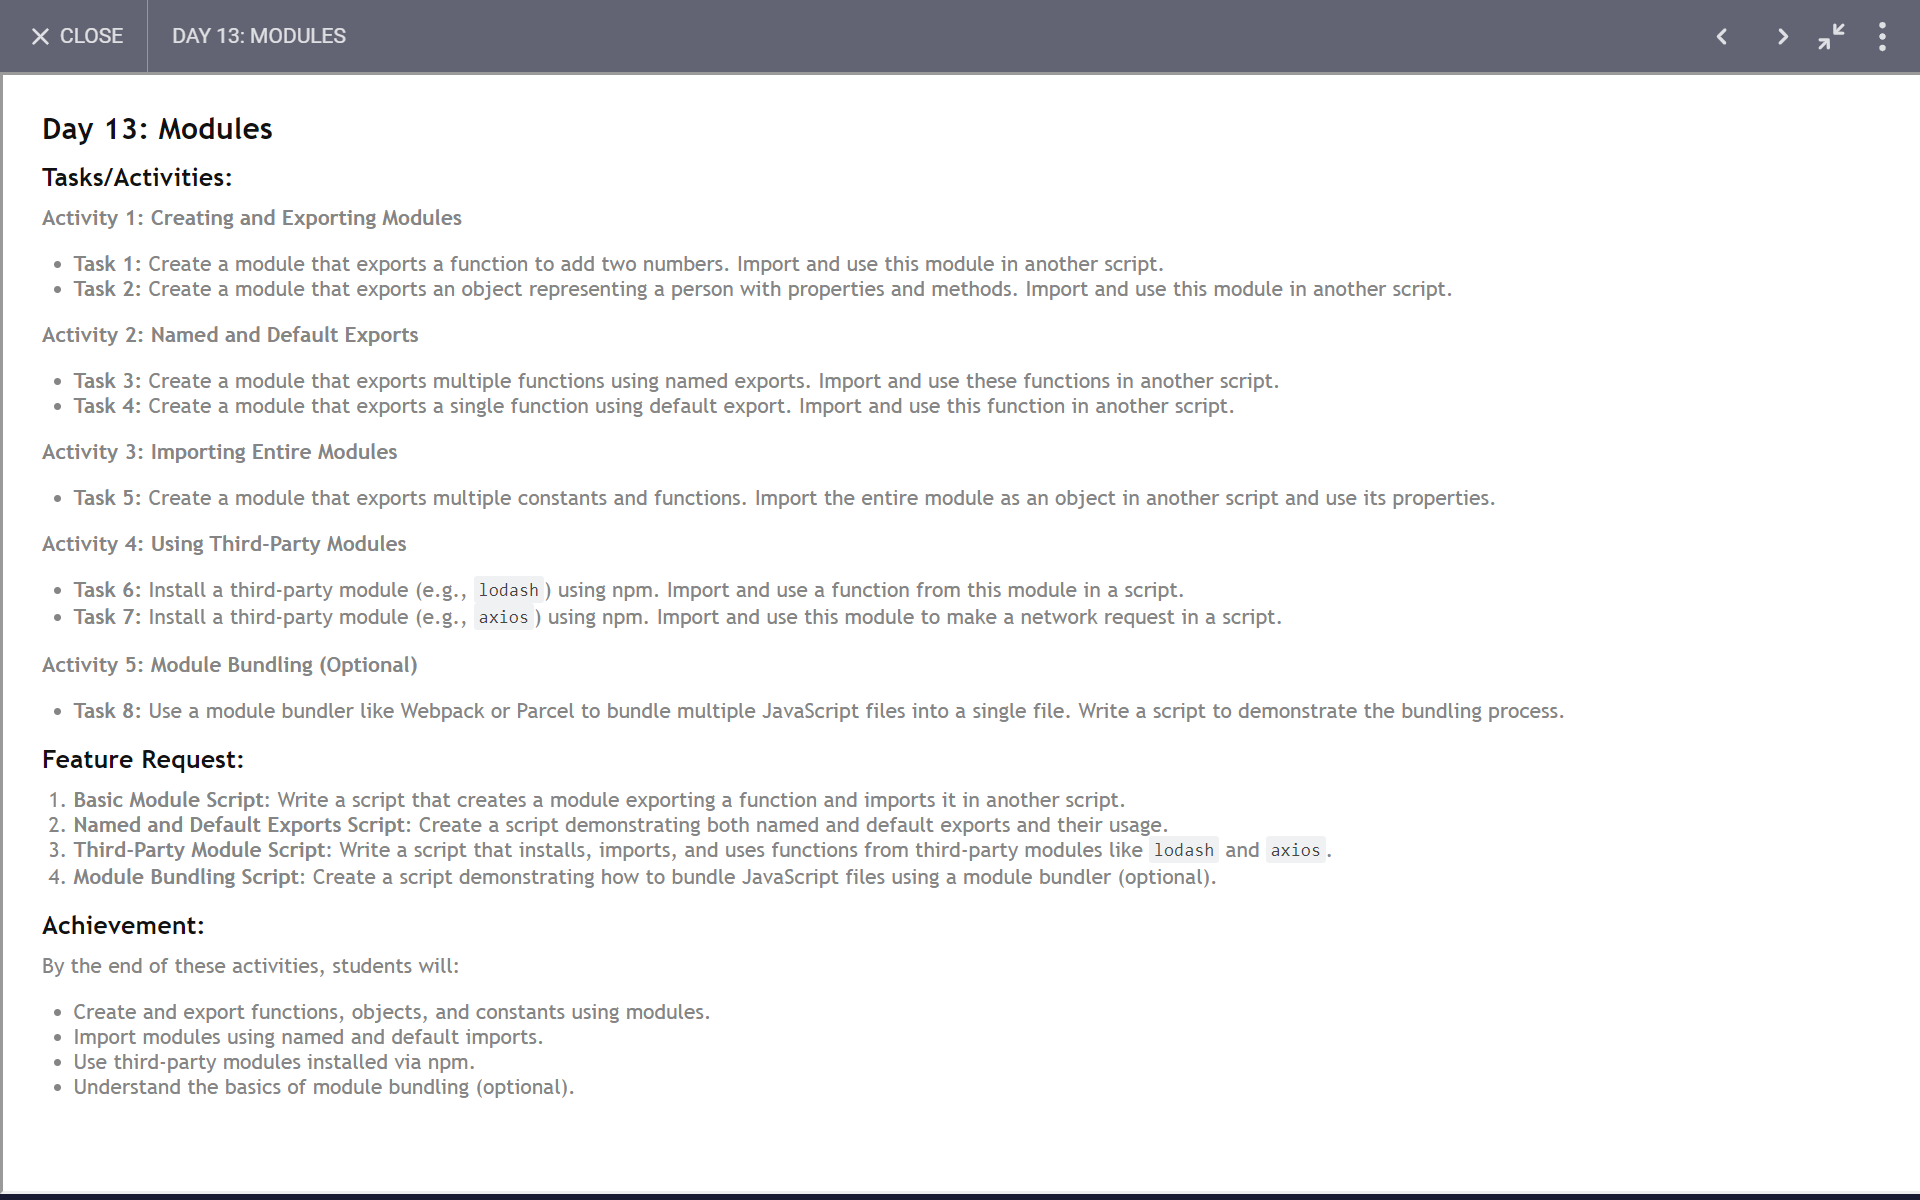 CLOSE
DAY 13: MODULES
Day 13: Modules
Tasks/Activities:
Activity 1: Creating and Exporting Modules
• Task 1: Create a module that exports a function to add two numbers. Import and use this module in another script.
• Task 2: Create a module that exports an object representing a person with properties and methods. Import and use this module in another script.
Activity 2: Named and Default Exports
• Task 3: Create a module that exports multiple functions using named exports. Import and use these functions in another script.
• Task 4: Create a module that exports a single function using default export. Import and use this function in another script.
Activity 3: Importing Entire Modules
• Task 5: Create a module that exports multiple constants and functions. Import the entire module as an object in another script and use its properties.
Activity 4: Using Third-Party Modules
• Task 6: Install a third-party module (e.g., lodash) using npm. Import and use a function from this module in a script.
• Task 7: Install a third-party module (e.g., axios) using npm. Import and use this module to make a network request in a script.
Activity 5: Module Bundling (Optional)
• Task 8: Use a module bundler like Webpack or Parcel to bundle multiple JavaScript files into a single file. Write a script to demonstrate the bundling process.
Feature Request:
1. Basic Module Script: Write a script that creates a module exporting a function and imports it in another script.
2. Named and Default Exports Script: Create a script demonstrating both named and default exports and their usage.
3. Third-Party Module Script: Write a script that installs, imports, and uses functions from third-party modules like lodash and axios.
4. Module Bundling Script: Create a script demonstrating how to bundle JavaScript files using a module bundler (optional).
Achievement:
By the end of these activities, students will:
• Create and export functions, objects, and constants using modules.
• Import modules using named and default imports.
• Use third-party modules installed via npm.
• Understand the basics of module bundling (optional).